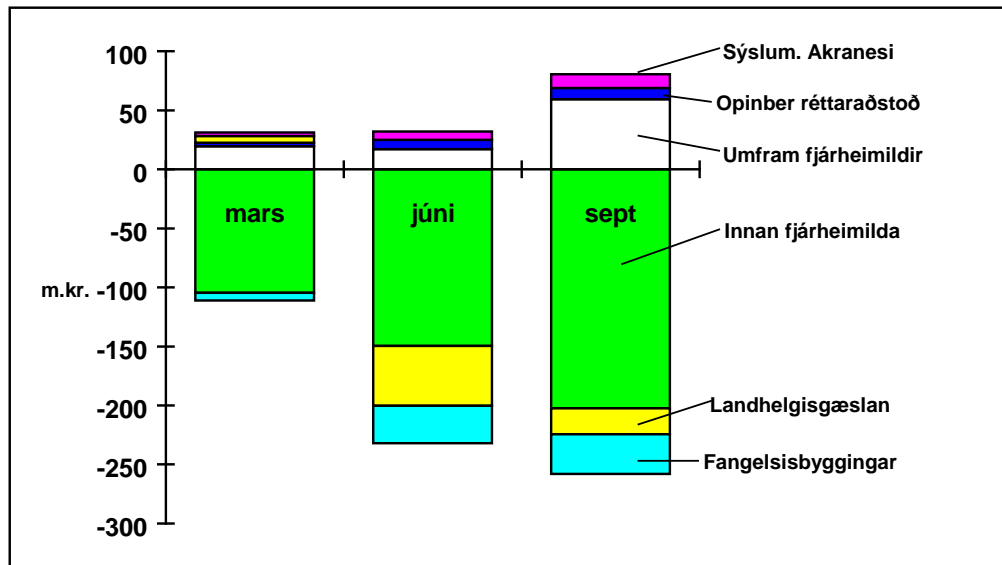 100
50
0
-50
-100
-150
-200
-250
-300
m.kr.
mars
júni
sept
Sýslum. Akranesi
Opinber réttaraðstoð
Umfram fjárheimildir
Innan fjárheimilda
Landhelgisgæslan
Fangelsisbyggingar